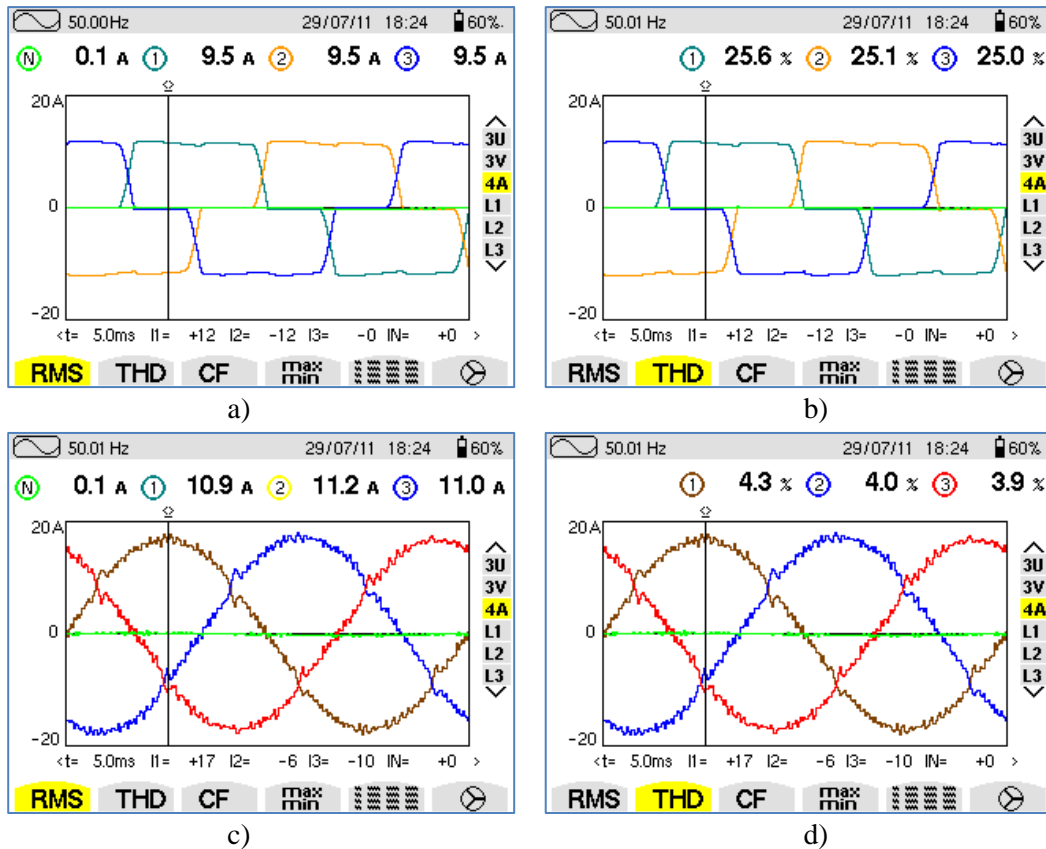 50.00Hz 29/07/11 18:24 60%.
N 0.1 A 1 9.5 A 2 9.5 A 3 9.5 A
20A
0
-20
3U
3V
4A
L1
L2
L3
<t= 5.0ms I1= +12 I2= -12 I3= -0 IN= +0 >
RMS THD CF max min
a)
50.01 Hz 29/07/11 18:24 60%
1 25.6 % 2 25.1 % 3 25.0 %
20A
0
-20
3U
3V
4A
L1
L2
L3
<t= 5.0ms I1= +12 I2= -12 I3= -0 IN= +0 >
RMS THD CF max min
b)
50.01 Hz 29/07/11 18:24 60%
N 0.1 A 1 10.9 A 2 11.2 A 3 11.0 A
20A
0
-20
3U
3V
4A
L1
L2
L3
<t= 5.0ms I1= +17 I2= -6 I3= -10 IN= +0 >
RMS THD CF max min
c)
50.01 Hz 29/07/11 18:24 60%
1 4.3 % 2 4.0 % 3 3.9 %
20A
0
-20
3U
3V
4A
L1
L2
L3
<t= 5.0ms I1= +17 I2= -6 I3= -10 IN= +0 >
RMS THD CF max min
d)